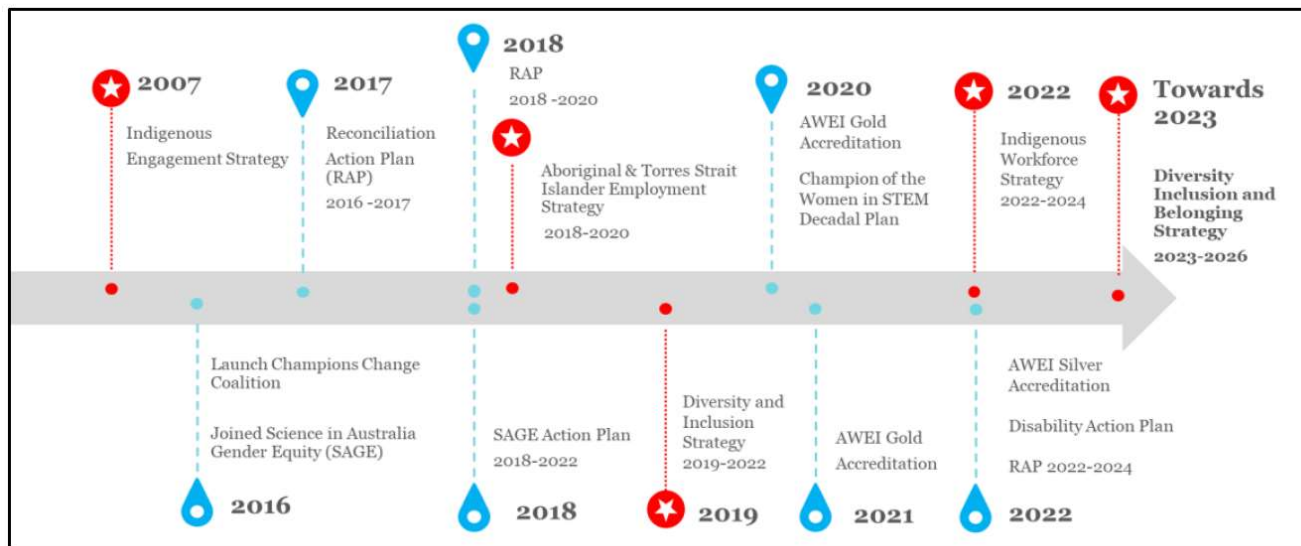 2007
Indigenous
Engagement Strategy
2017
Reconciliation
Action Plan
(RAP)
2016 -2017
2018
RAP
2018 -2020
Aboriginal & Torres Strait
Islander Employment
Strategy
2018-2020
2020
AWEI Gold
Accreditation
Champion of the
Women in STEM
Decadal Plan
2022
Indigenous
Workforce
Strategy
2022-2024
Towards
2023
Diversity
Inclusion and
Belonging
Strategy
2023-2026
Launch Champions Change
Coalition
Joined Science in Australia
Gender Equity (SAGE)
2016
SAGE Action Plan
2018-2022
2018
Diversity and
Inclusion
Strategy
2019-2022
2019
AWEI Gold
Accreditation
2021
AWEI Silver
Accreditation
Disability Action Plan
RAP 2022-2024
2022